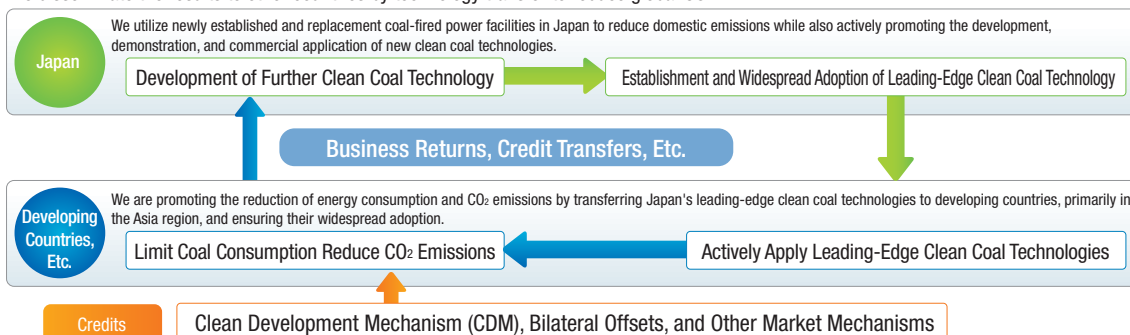 We utilize newly established and replacement coal-fired power facilities in Japan to reduce domestic emissions while also actively promoting the development,
demonstration, and commercial application of new clean coal technologies.
Japan
Development of Further Clean Coal Technology
Establishment and Widespread Adoption of Leading-Edge Clean Coal Technology
Business Returns, Credit Transfers, Etc.
We are promoting the reduction of energy consumption and CO2 emissions by transferring Japan's leading-edge clean coal technologies to developing countries, primarily in
the Asia region, and ensuring their widespread adoption.
Developing
Countries,
Etc.
Limit Coal Consumption Reduce CO2 Emissions
Actively Apply Leading-Edge Clean Coal Technologies
Credits
Clean Development Mechanism (CDM), Bilateral Offsets, and Other Market Mechanisms